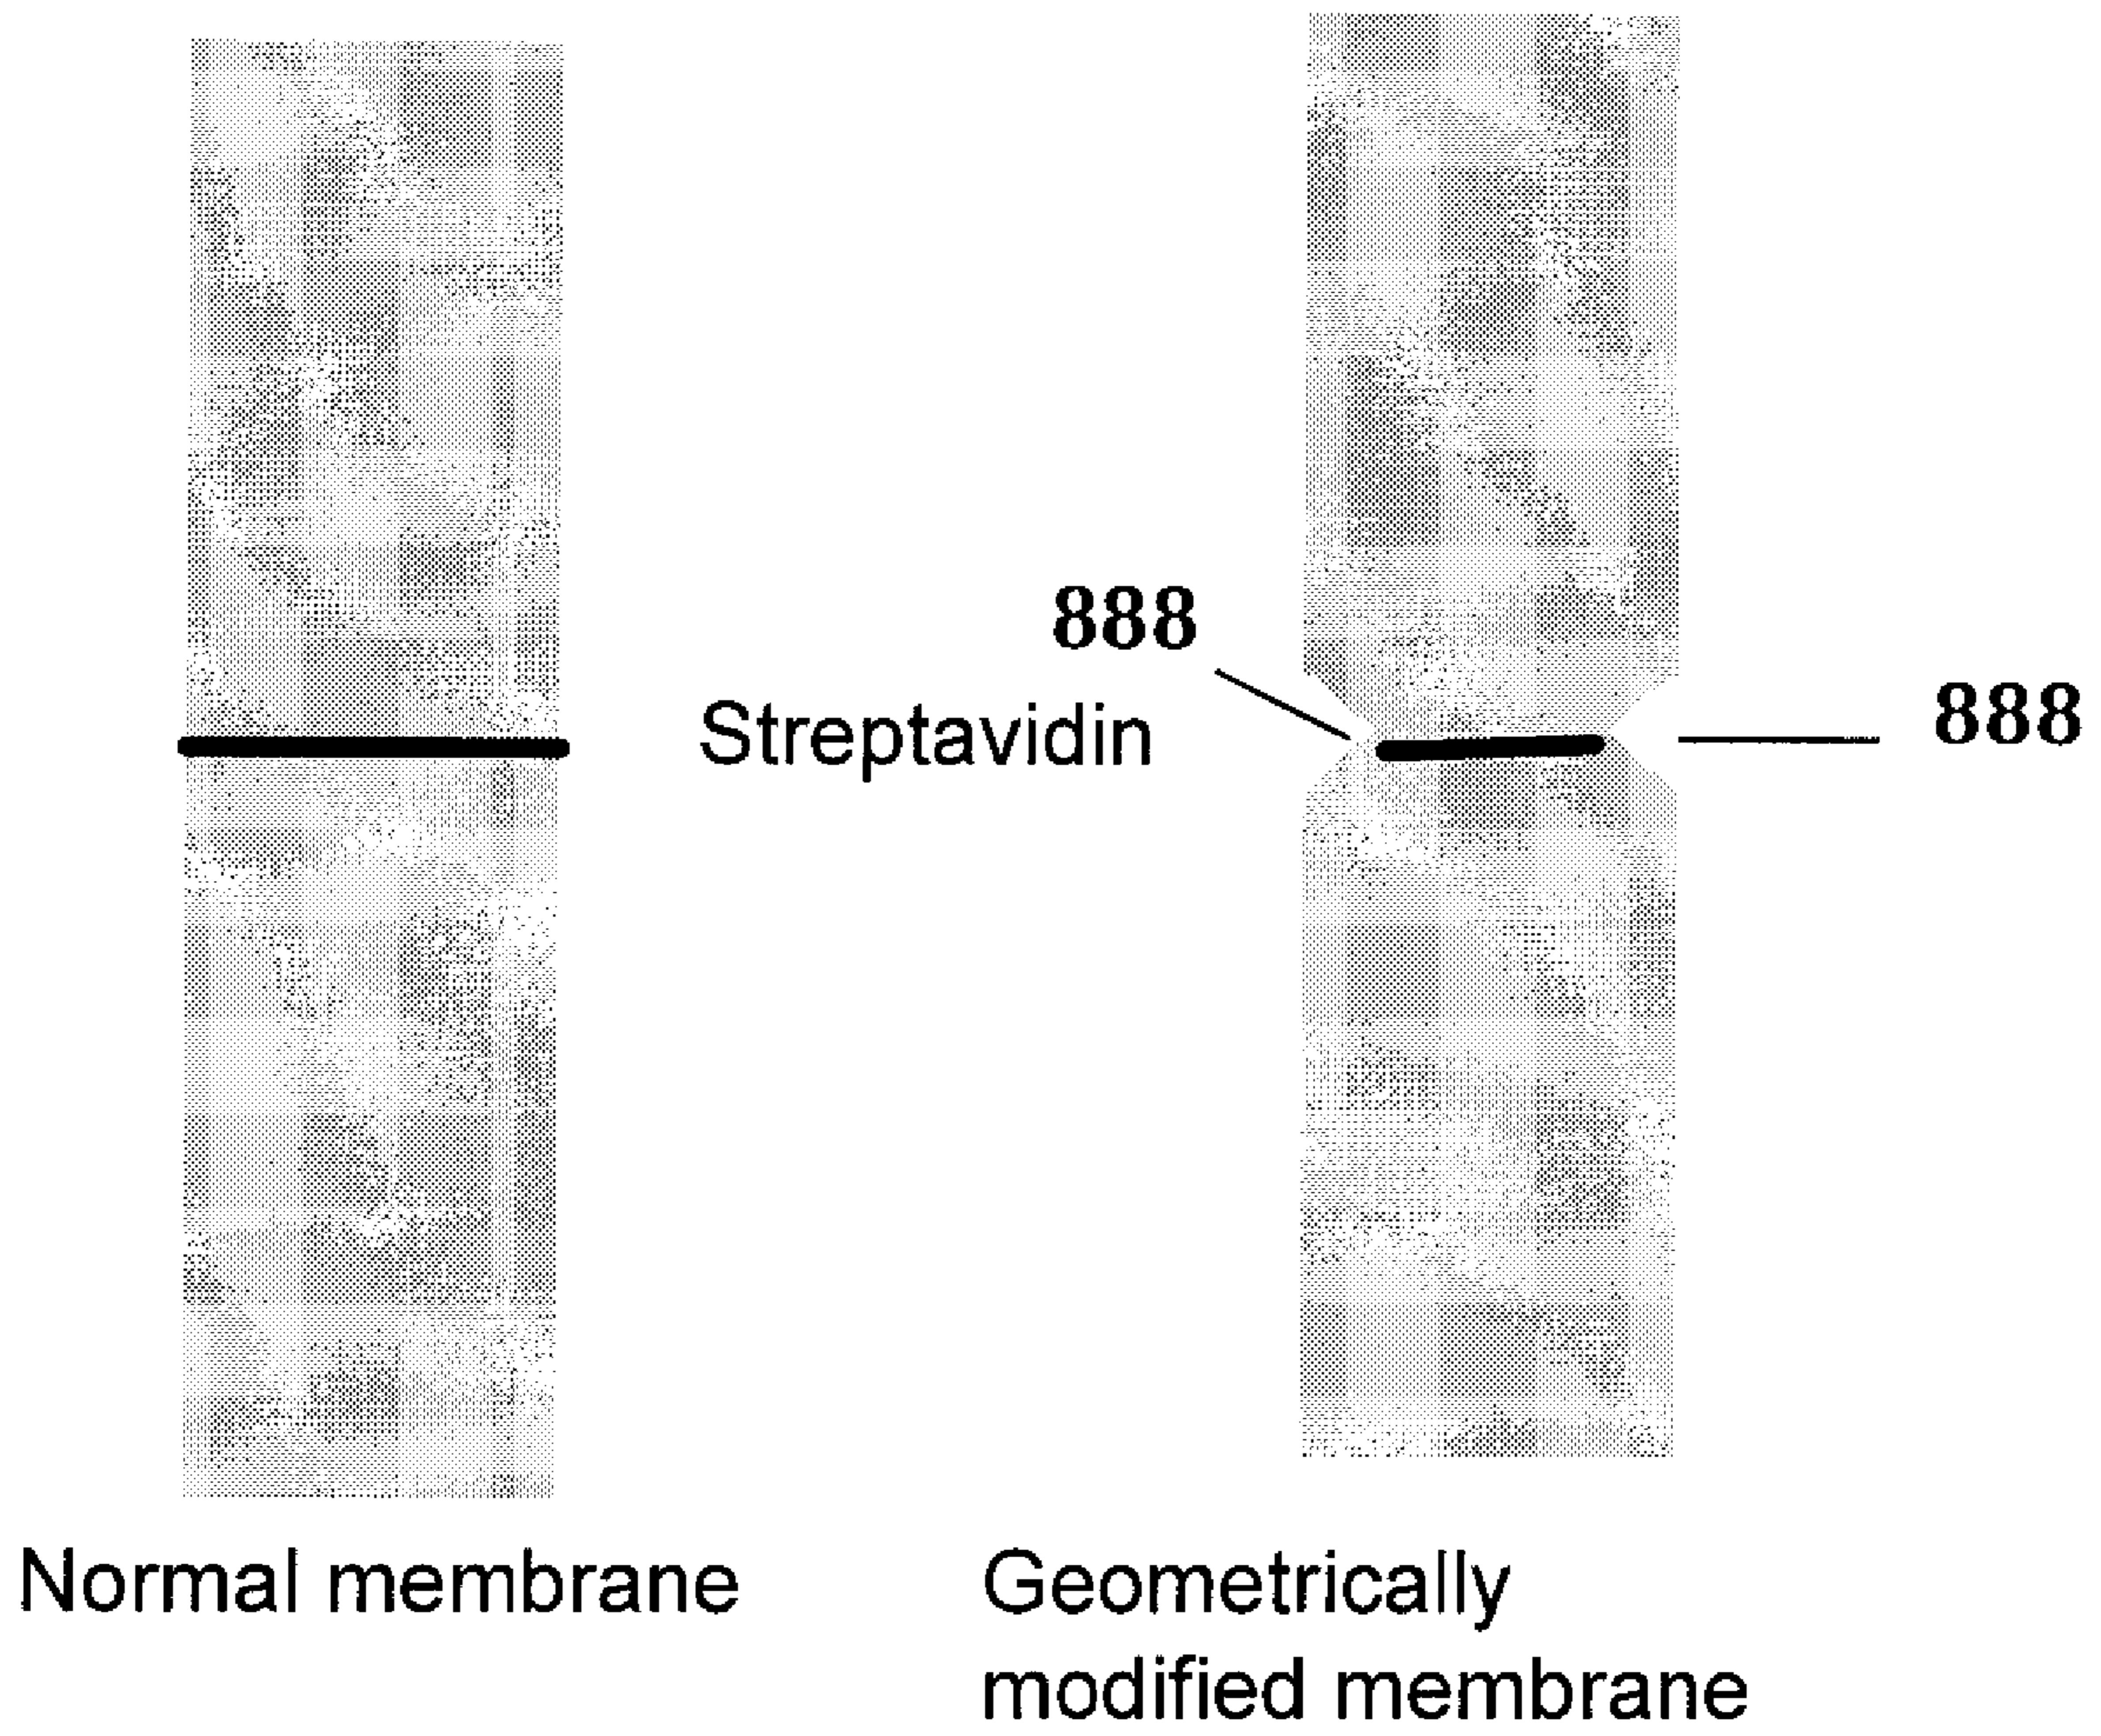 888
Streptavidin
888
Normal membrane
Geometrically
modified membrane